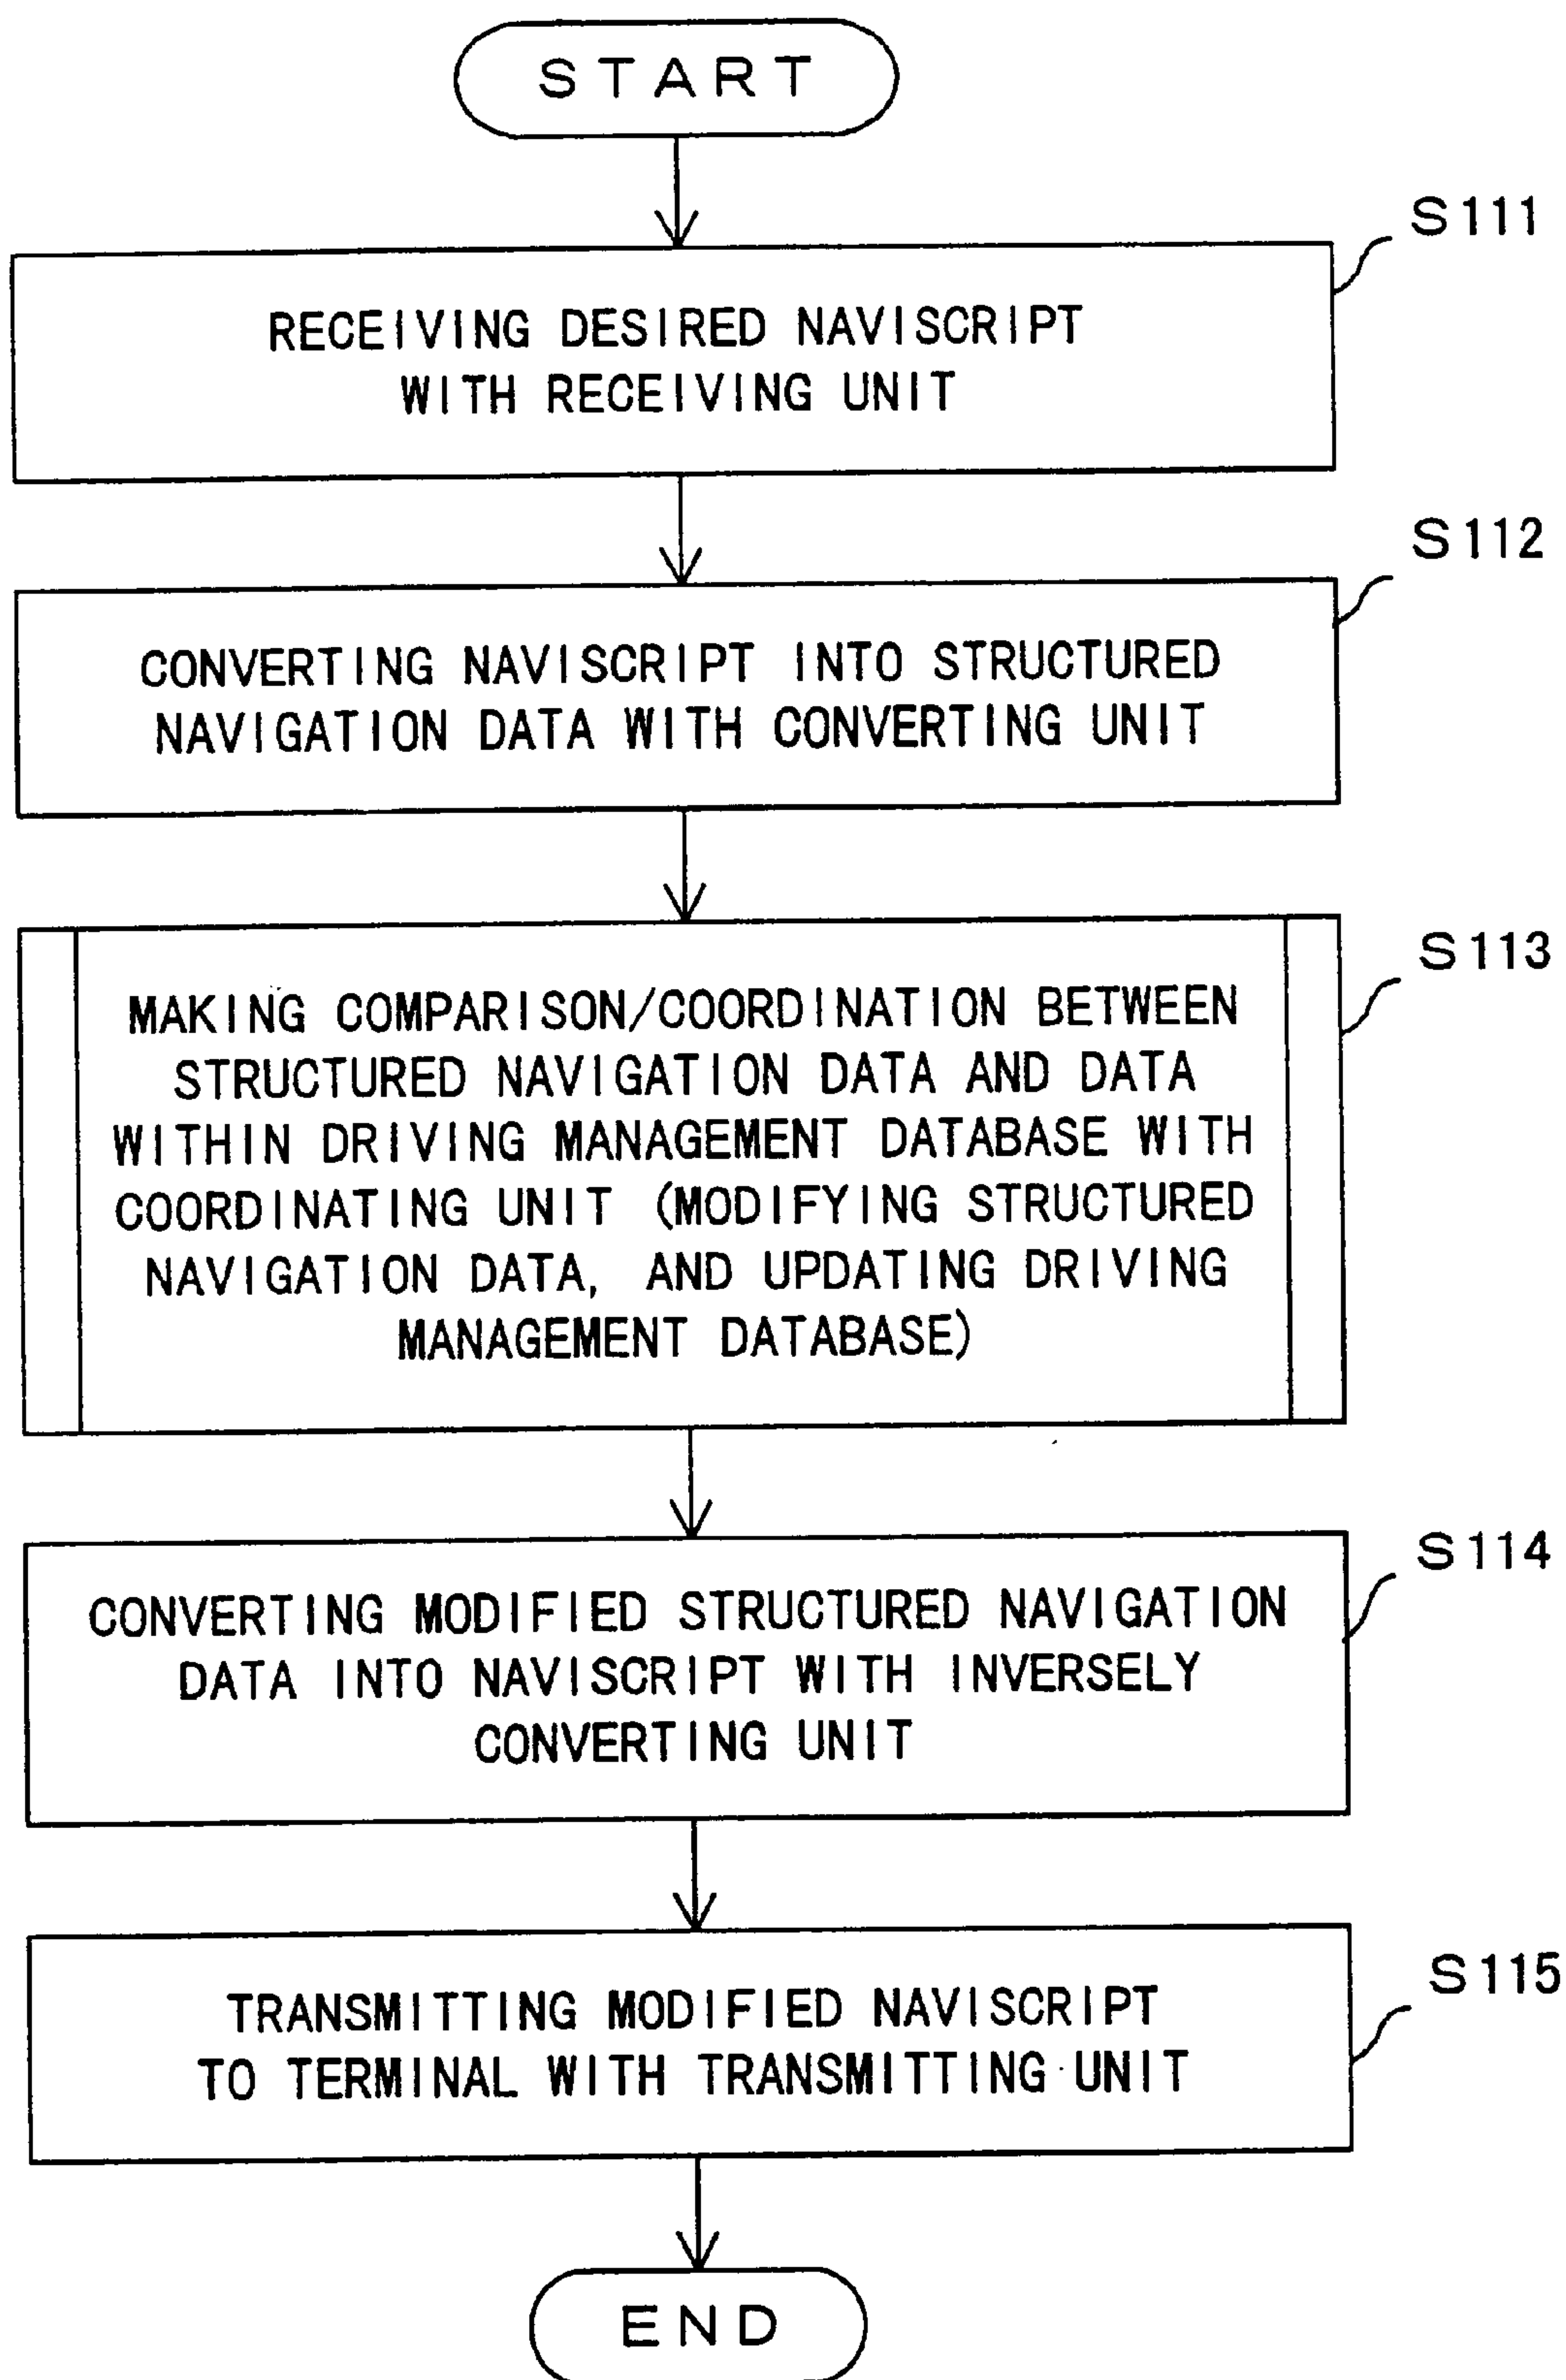 START
S111
RECEIVING DESIRED NAVISCRIPT
WITH RECEIVING UNIT
S112
CONVERTING NAVISCRIPT INTO STRUCTURED
NAVIGATION DATA WITH CONVERTING UNIT
S113
MAKING COMPARISON/COORDINATION BETWEEN
STRUCTURED NAVIGATION DATA AND DATA
WITHIN DRIVING MANAGEMENT DATABASE WITH
COORDINATING UNIT (MODIFYING STRUCTURED
NAVIGATION DATA, AND UPDATING DRIVING
MANAGEMENT DATABASE)
S114
CONVERTING MODIFIED STRUCTURED NAVIGATION
DATA INTO NAVISCRIPT WITH INVERSELY
CONVERTING UNIT
S115
TRANSMITTING MODIFIED NAVISCRIPT
TO TERMINAL WITH TRANSMITTING UNIT
END